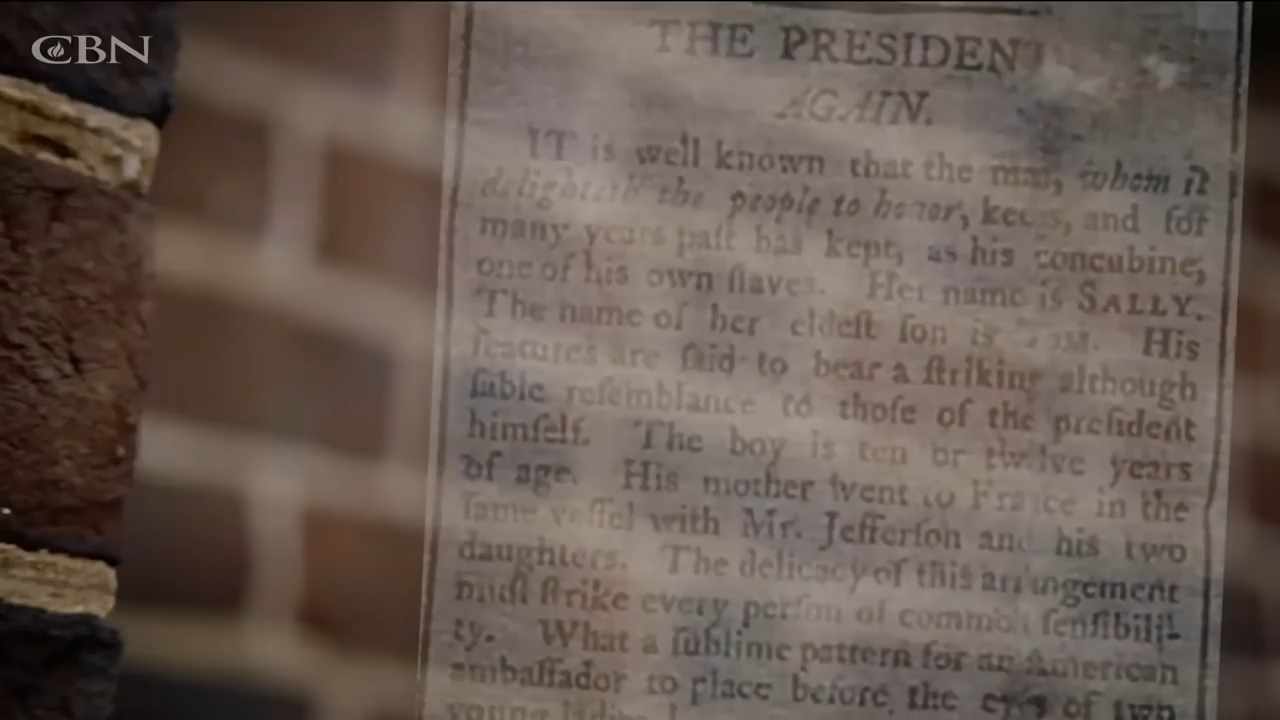 CBN
THE PRESIDENT
AGAIN.
IT is well known that the man, whom it
delighteth the people to honor, keeps, and for
many years paſt has kept, as his concubine,
one of his own ſlaves. Her name is SALLY.
The name of her eldeſt ſon is TOM. His
features are ſaid to bear a ſtriking although
ſable reſemblance to thoſe of the preſident
himſelf. The boy is ten or twelve years
of age. His mother went to France in the
ſame veſſel with Mr. Jefferſon and his two
daughters. The delicacy of this arrangement
muſt ſtrike every perſon of common ſenſibili-
ty. What a ſublime pattern for an American
ambaſſador to place before the eyes of two
young ladies